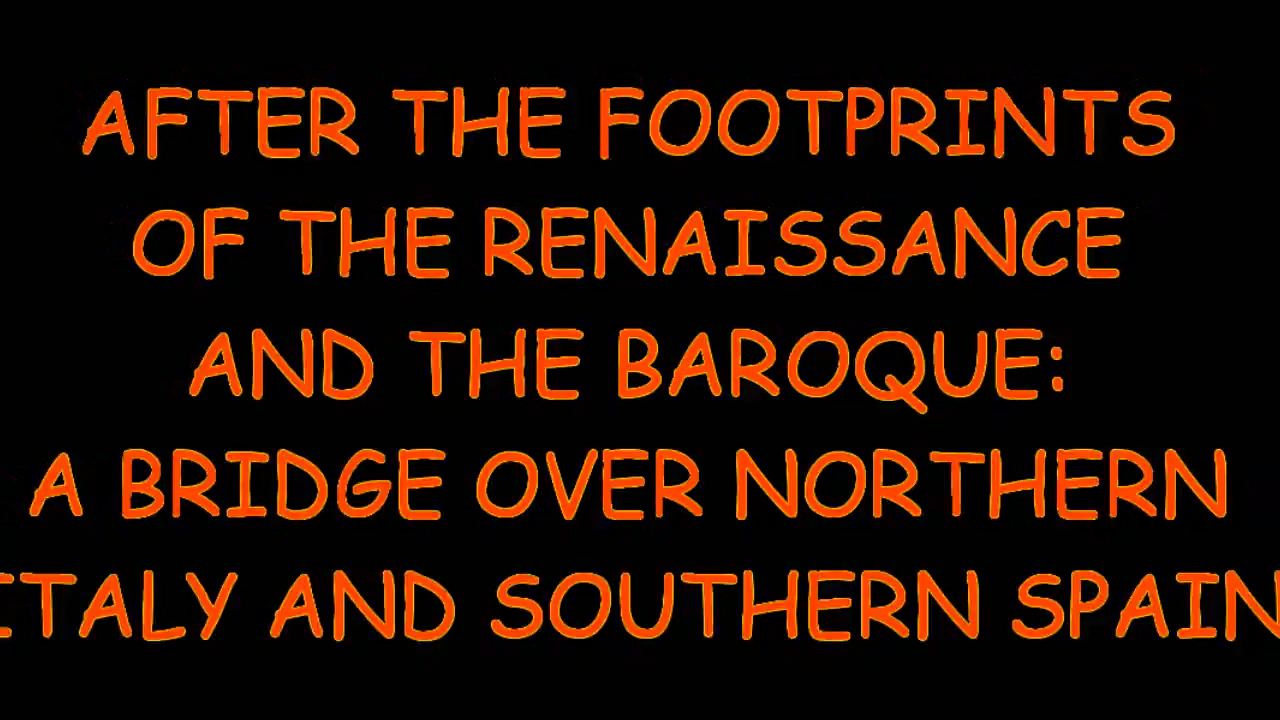 AFTER THE FOOTPRINTS
OF THE RENAISSANCE
AND THE BAROQUE:
A BRIDGE OVER NORTHERN
ITALY AND SOUTHERN SPAIN